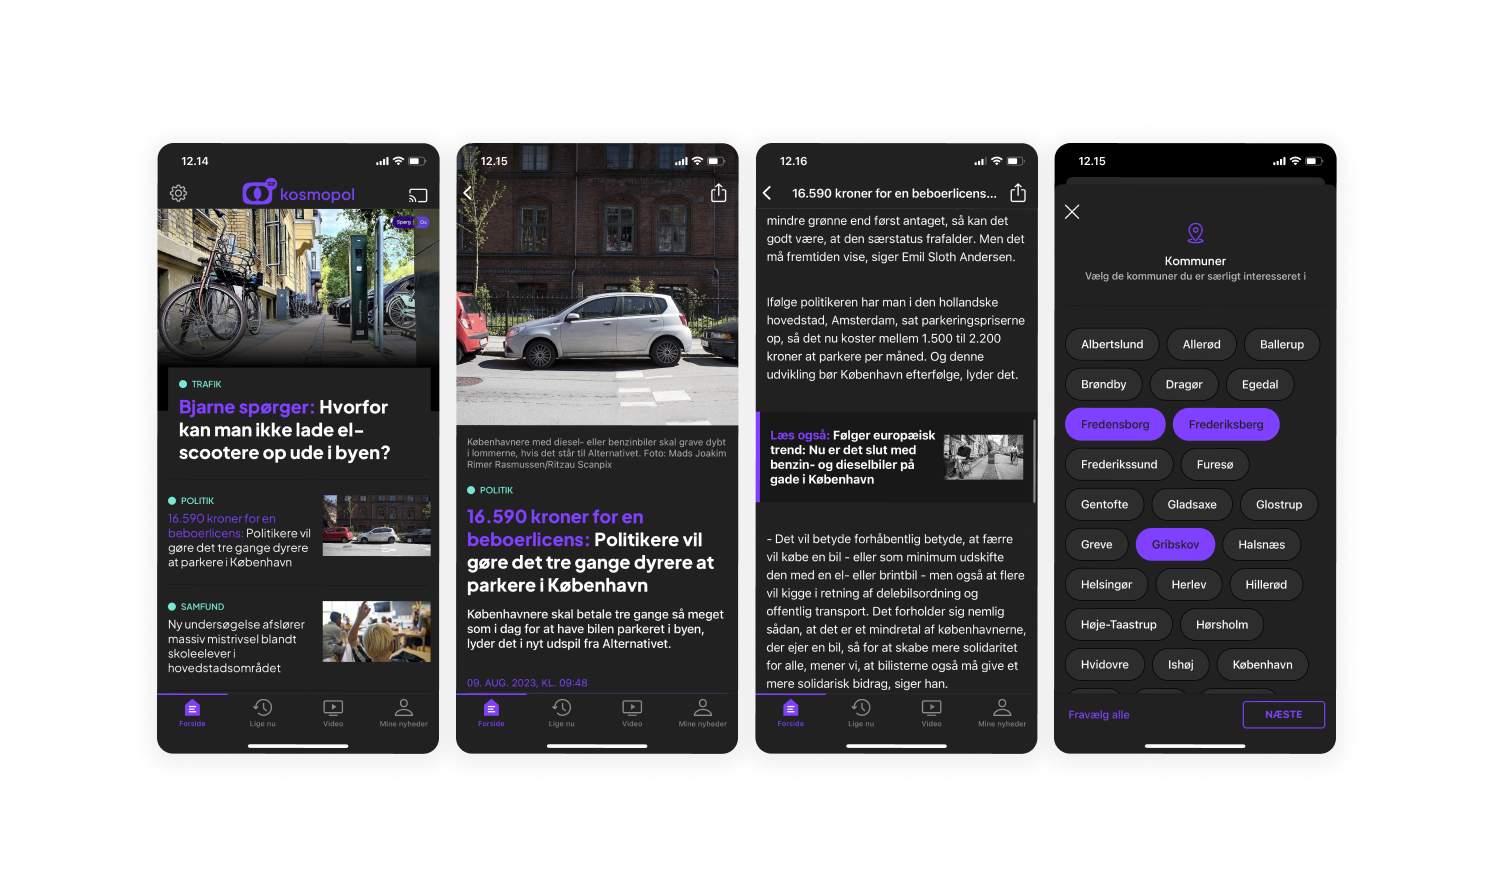 12.14
kosmopol
Spørg Os
TRAFIK
Bjarne spørger: Hvorfor
kan man ikke lade el-
scootere op ude i byen?
POLITIK
16.590 kroner for en
beboerlicens: Politikere vil
gøre det tre gange dyrere
at parkere i København
SAMFUND
Ny undersøgelse afslører
massiv mistrivsel blandt
skoleelever i
hovedstadsområdet
Forside
Lige nu
Video
Mine nyheder
12.15
Københavnere med diesel- eller benzinbiler skal grave dybt
i lommerne, hvis det står til Alternativet. Foto: Mads Joakim
Rimer Rasmussen/Ritzau Scanpix
POLITIK
16.590 kroner for en
beboerlicens: Politikere vil
gøre det tre gange dyrere at
parkere i København
Københavnere skal betale tre gange så meget
som i dag for at have bilen parkeret i byen,
lyder det i nyt udspil fra Alternativet.
09. AUG. 2023, KL. 09:48
Forside
Lige nu
Video
Mine nyheder
12.16
16.590 kroner for en beboerlicens...
mindre grønne end først antaget, så kan det
godt være, at den særstatus frafalder. Men det
må fremtiden vise, siger Emil Sloth Andersen.
Ifølge politikeren har man i den hollandske
hovedstad, Amsterdam, sat parkeringspriserne
op, så det nu koster mellem 1.500 til 2.200
kroner at parkere per måned. Og denne
udvikling bør København efterfølge, lyder det.
Læs også: Følger europæisk
trend: Nu er det slut med
benzin- og dieselbiler på
gade i København
- Det vil betyde forhåbentlig betyde, at færre
vil købe en bil - eller som minimum udskifte
den med en el- eller brintbil - men også at flere
vil kigge i retning af delebilsordning og
offentlig transport. Det forholder sig nemlig
sådan, at det er et mindretal af københavnerne,
der ejer en bil, så for at skabe mere solidaritet
for alle, mener vi, at bilisterne også må give et
mere solidarisk bidrag, siger han.
Forside
Lige nu
Video
Mine nyheder
12.15
Kommuner
Vælg de kommuner du er særligt interesseret i
Albertslund Allerød Ballerup
Brøndby Dragør Egedal
Fredensborg Frederiksberg
Frederikssund Furesø
Gentofte Gladsaxe Glostrup
Greve Gribskov Halsnæs
Helsingør Herlev Hillerød
Høje-Taastrup Hørsholm
Hvidovre Ishøj København
Fravælg alle
NÆSTE